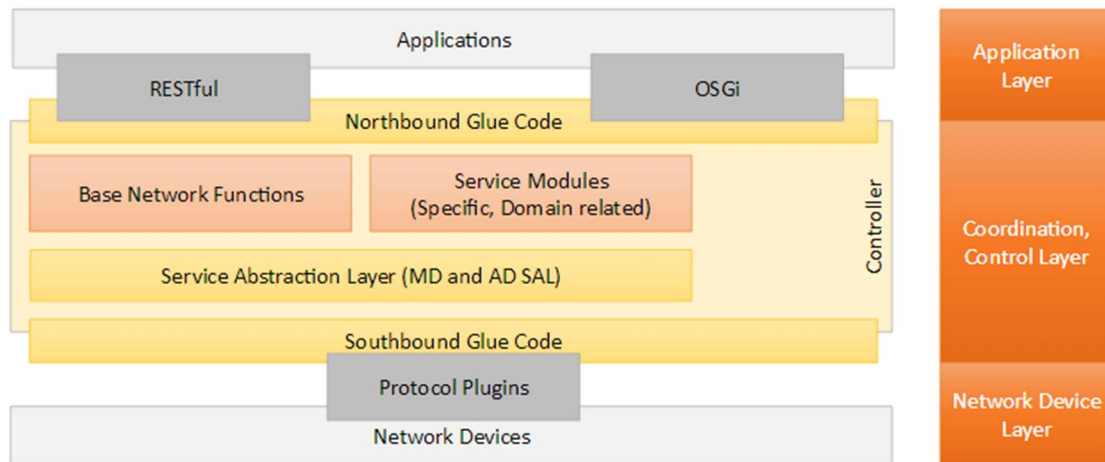 Applications
RESTful
OSGi
Northbound Glue Code
Base Network Functions
Service Modules
(Specific, Domain related)
Service Abstraction Layer (MD and AD SAL)
Controller
Southbound Glue Code
Protocol Plugins
Network Devices
Application
Layer
Coordination,
Control Layer
Network Device
Layer